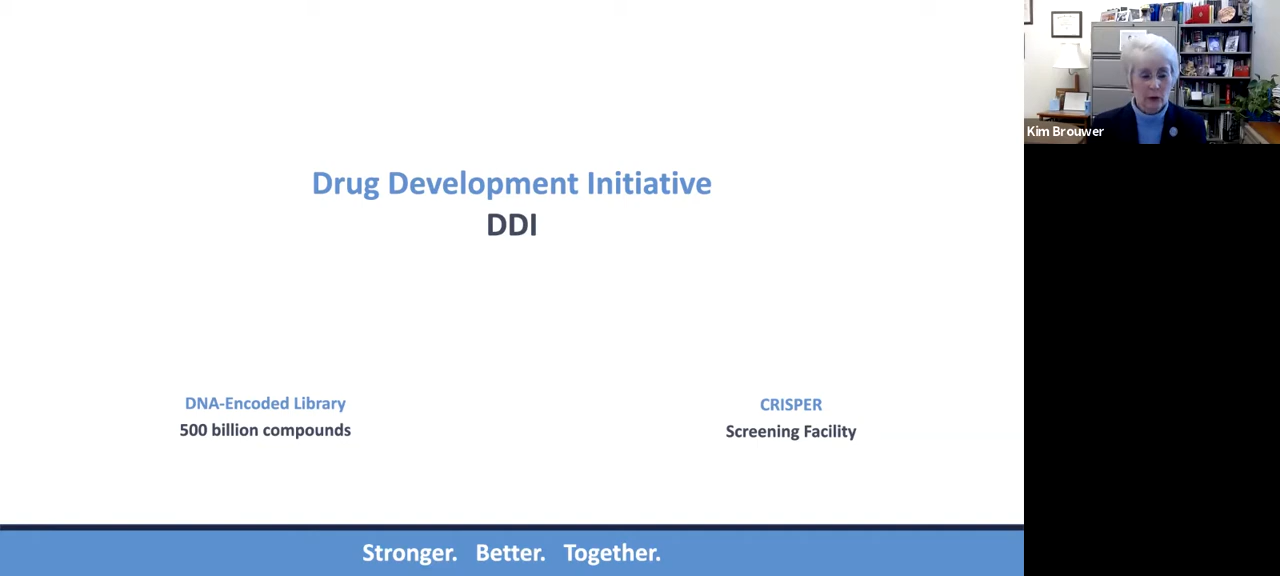 Drug Development Initiative
DDI
DNA-Encoded Library
500 billion compounds
CRISPER
Screening Facility
Stronger. Better. Together.
Kim Brouwer